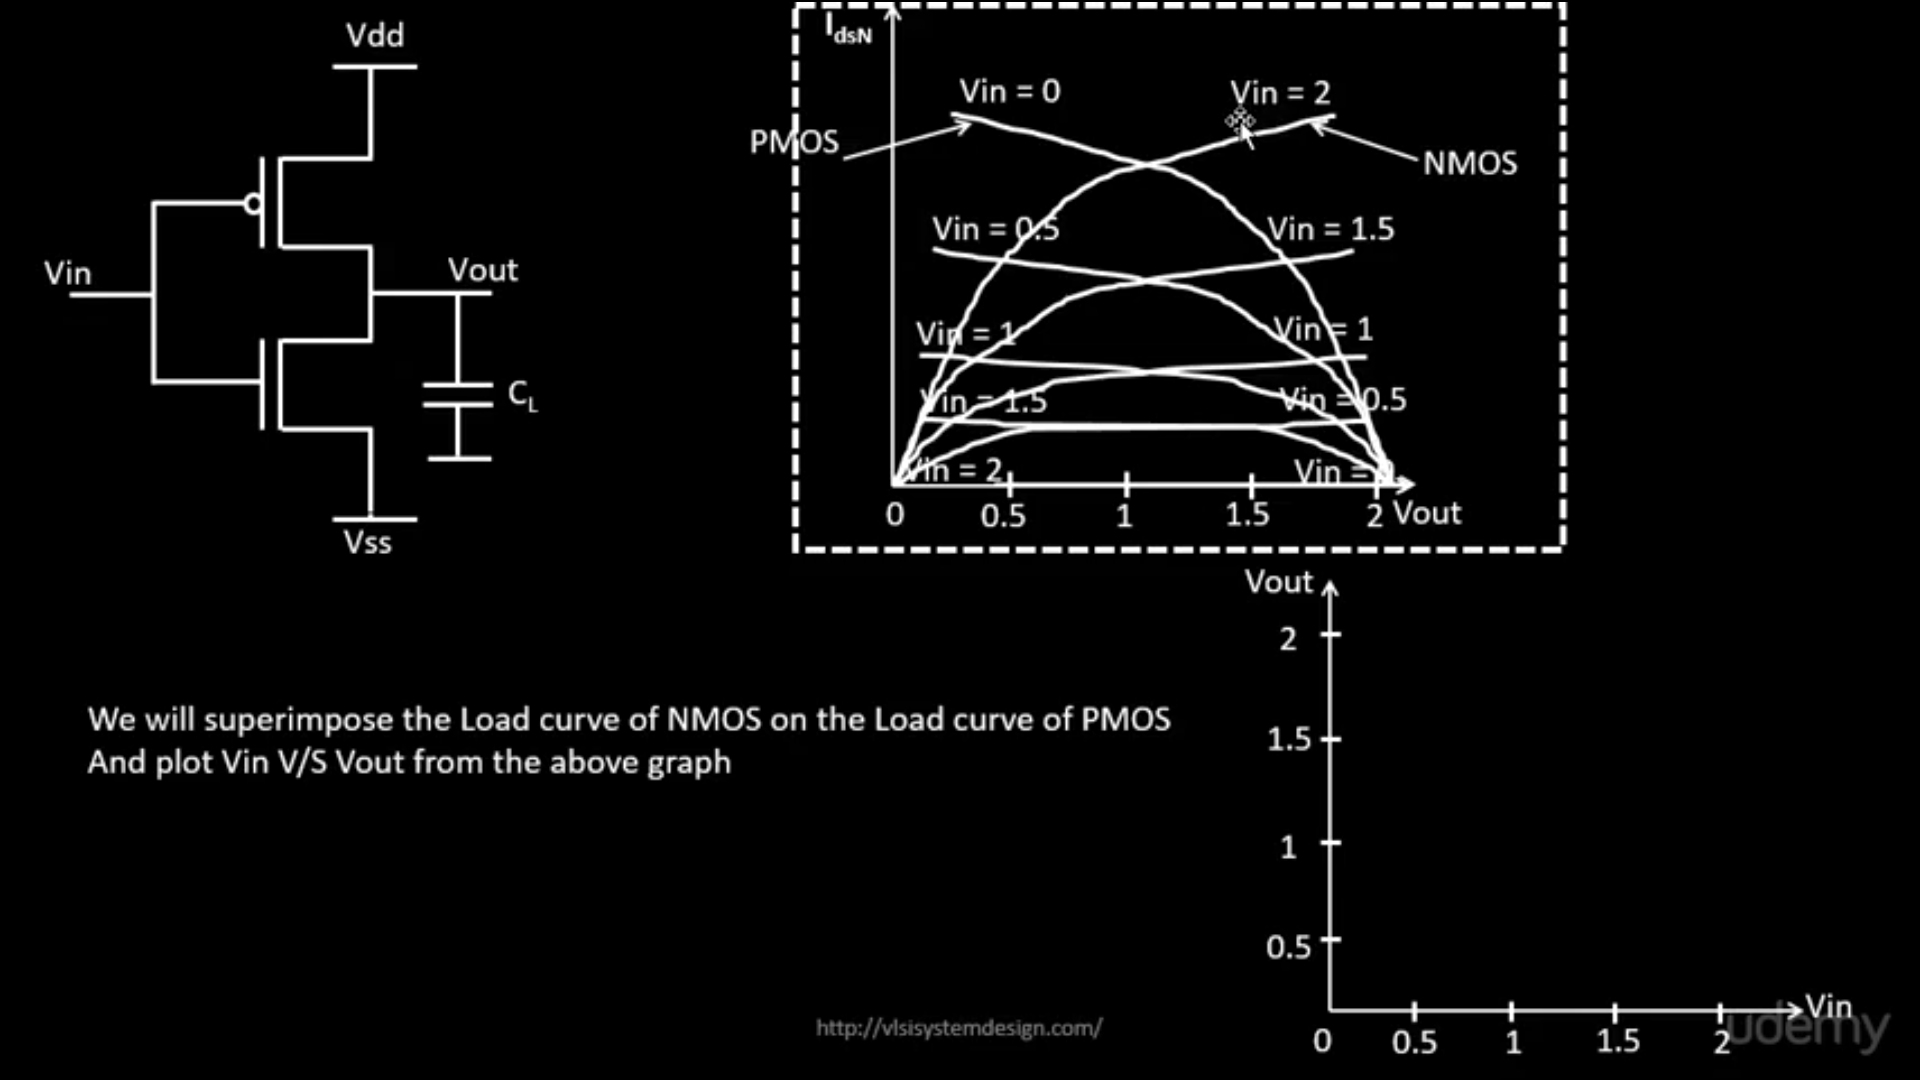 Vdd
Vin
Vout
CL
Vss
IdsN
Vin = 0
Vin = 2
PMOS
NMOS
Vin = 0.5
Vin = 1.5
Vin = 1
Vin = 1
Vin = 1.5
Vin = 0.5
Vin = 2
Vin =
0
0.5
1
1.5
2
Vout
We will superimpose the Load curve of NMOS on the Load curve of PMOS
And plot Vin V/S Vout from the above graph
Vout
2
1.5
1
0.5
Vin
0
0.5
1
1.5
2
http://vlsisystemdesign.com/
udemy